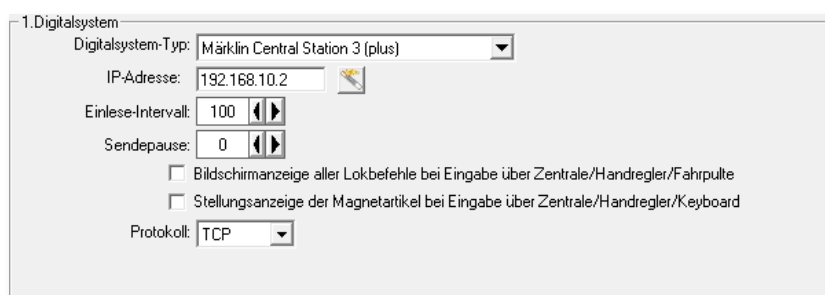 1.Digitalsystem
Digitalsystem-Typ: Märklin Central Station 3 (plus)
IP-Adresse: 192.168.10.2
Einlese-Intervall: 100
Sendepause: 0
Bildschirmanzeige aller Lokbefehle bei Eingabe über Zentrale/Handregler/Fahrpulte
Stellungsanzeige der Magnetartikel bei Eingabe über Zentrale/Handregler/Keyboard
Protokoll: TCP